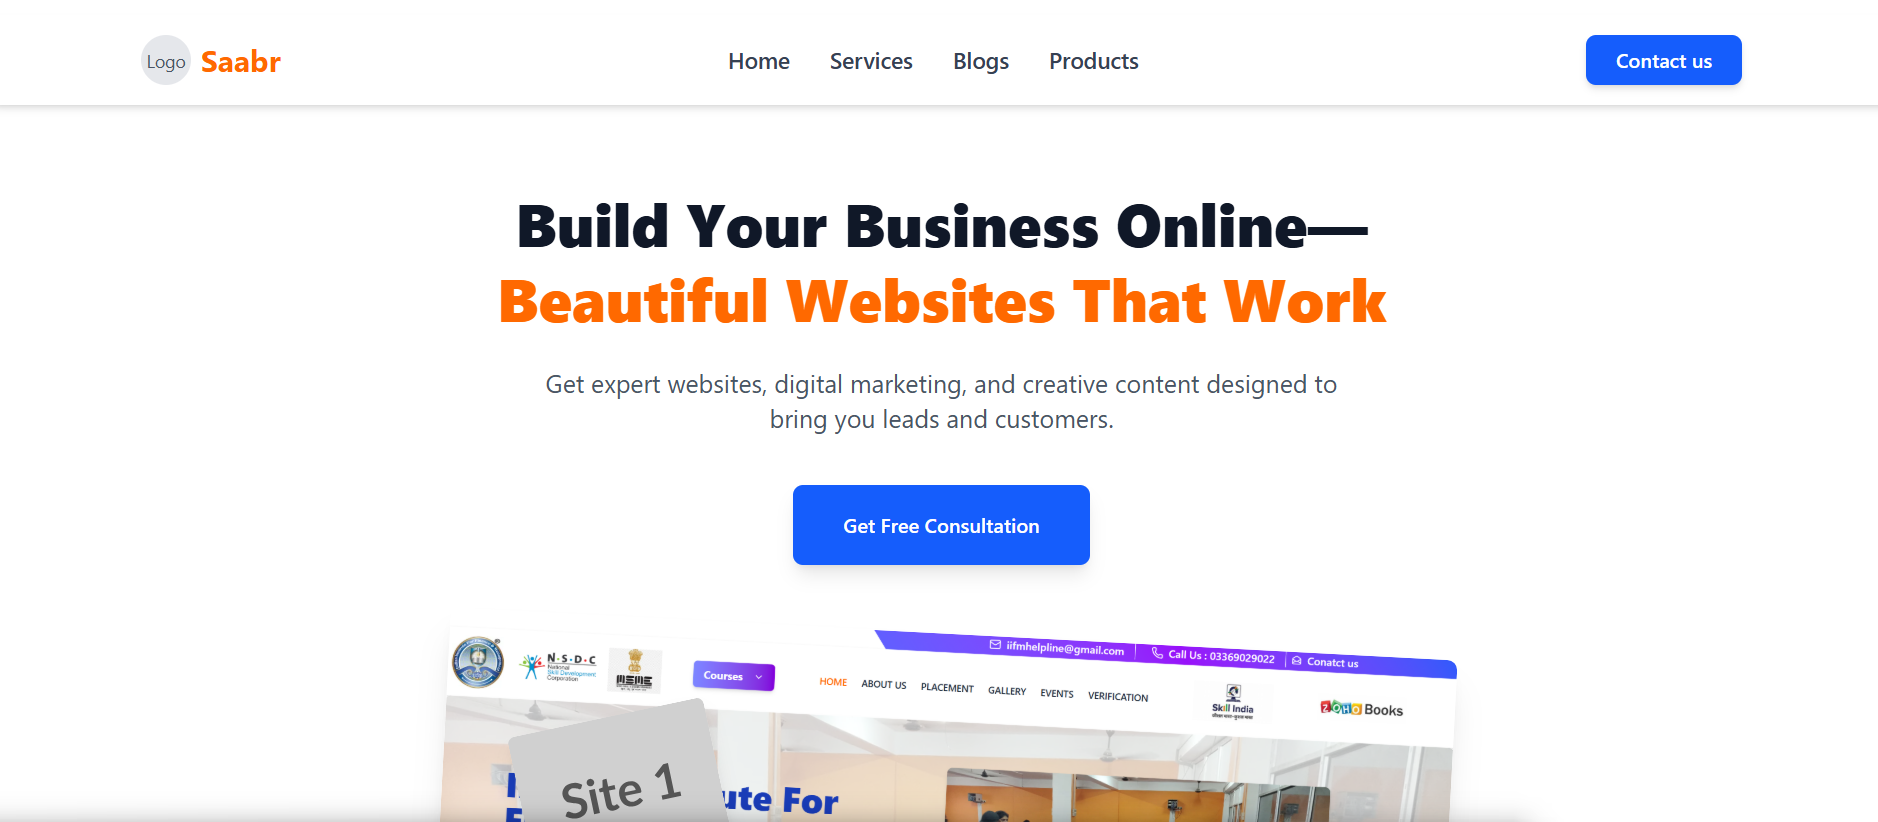 Logo
Saabr
Home
Services
Blogs
Products
Contact us
Build Your Business Online—
Beautiful Websites That Work
Get expert websites, digital marketing, and creative content designed to
bring you leads and customers.
Get Free Consultation
iifmhelpline@gmail.com
Call Us : 03369029022
Conatct us
N·S·D·C
National
Skill Development
Corporation
MSME
Courses
HOME
ABOUT US
PLACEMENT
GALLERY
EVENTS
VERIFICATION
Skill India
ZOHO Books
Site 1
ute For